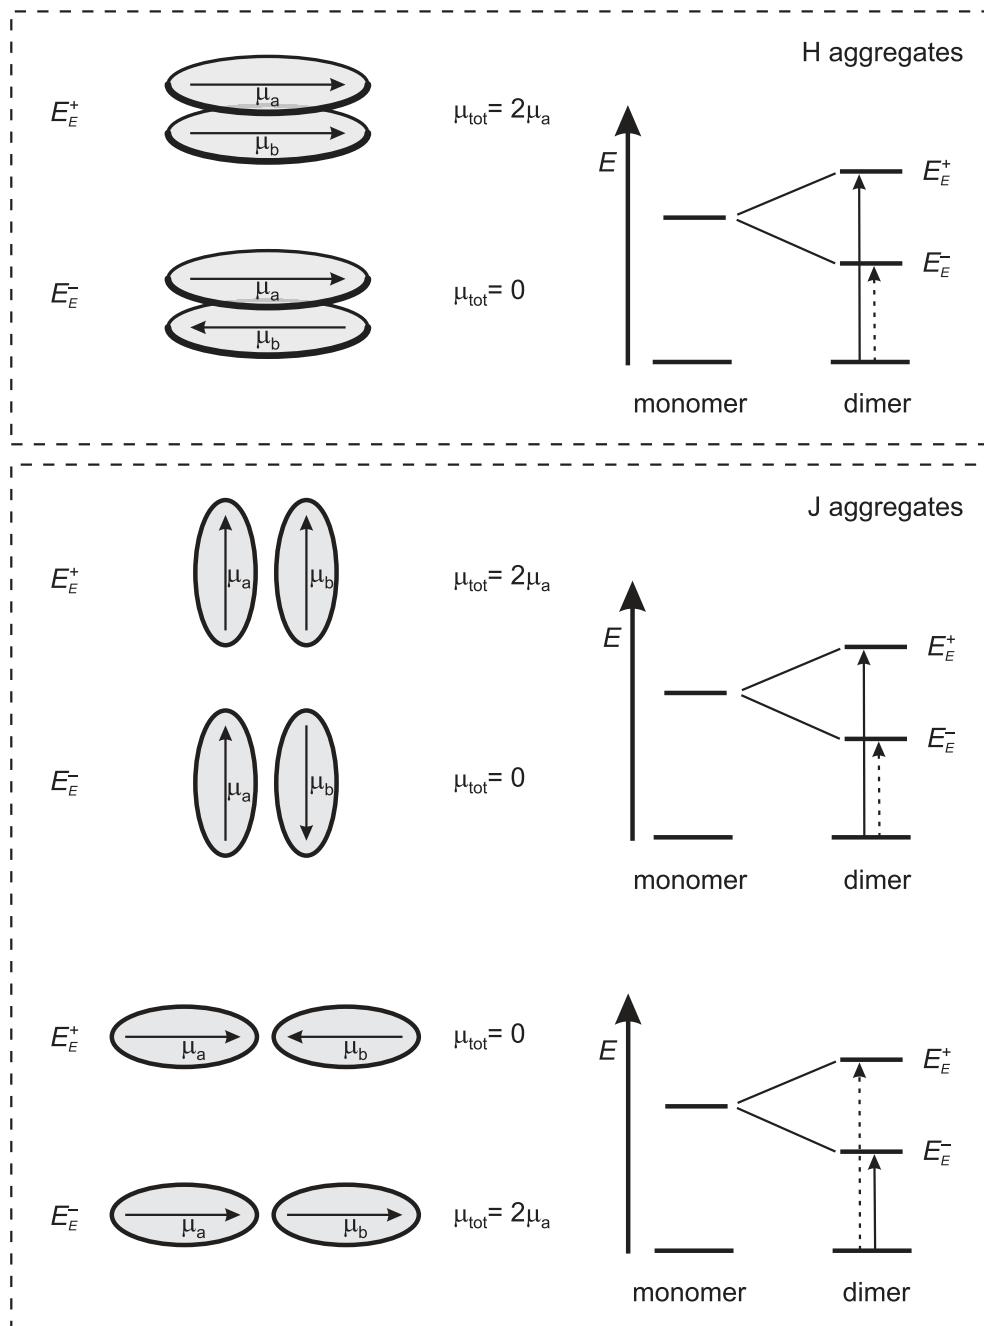 H aggregates
E_E^+
μ_a
μ_b
μ_tot= 2μ_a
E_E^–
μ_a
μ_b
μ_tot= 0
E
E_E^+
E_E^–
monomer
dimer
J aggregates
E_E^+
μ_a
μ_b
μ_tot= 2μ_a
E_E^–
μ_a
μ_b
μ_tot= 0
E
E_E^+
E_E^–
monomer
dimer
E_E^+
μ_a
μ_b
μ_tot= 0
E_E^–
μ_a
μ_b
μ_tot= 2μ_a
E
E_E^+
E_E^–
monomer
dimer